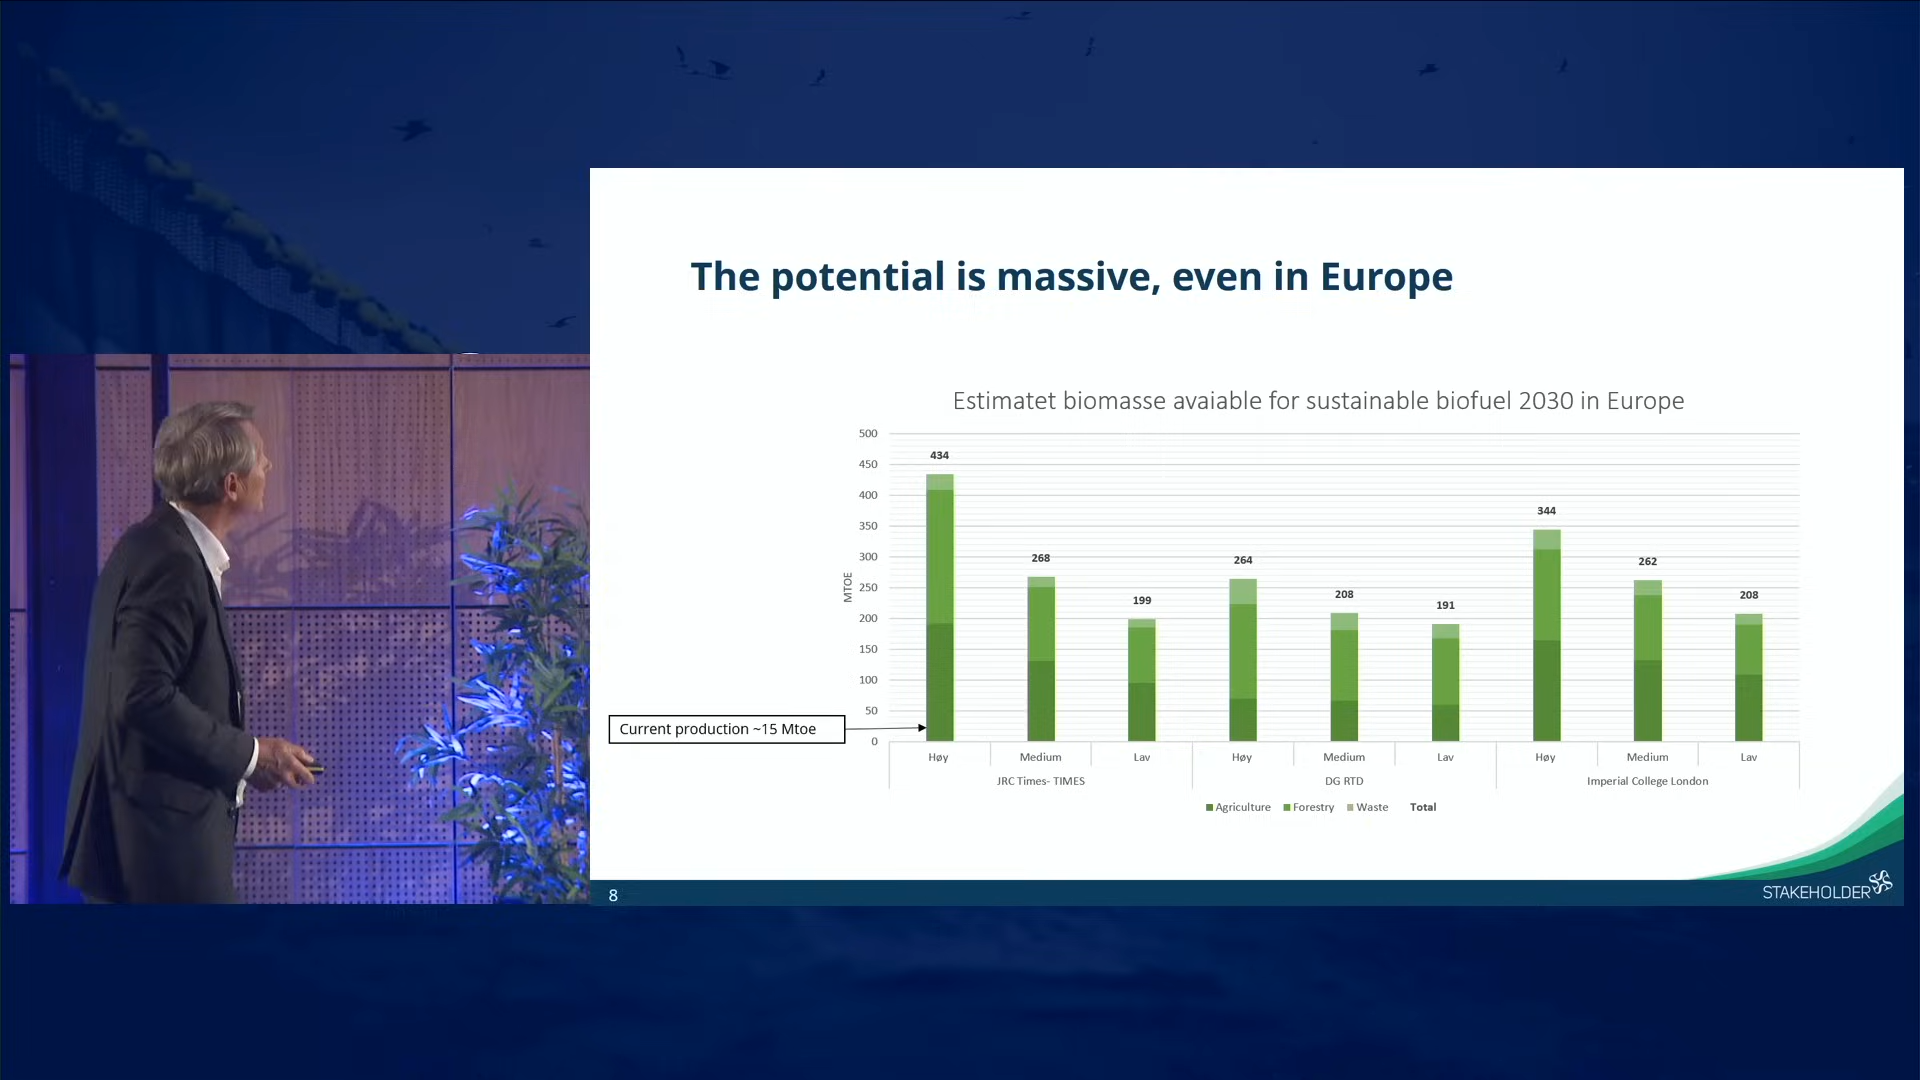 The potential is massive, even in Europe
Estimatet biomasse avaiable for sustainable biofuel 2030 in Europe
500
450
400
350
300
250
200
150
100
50
0
MTOE
434
268
199
264
208
191
344
262
208
Current production ~15 Mtoe
Høy Medium Lav Høy Medium Lav Høy Medium Lav
JRC Times- TIMES DG RTD Imperial College London
Agriculture Forestry Waste Total
8
STAKEHOLDER